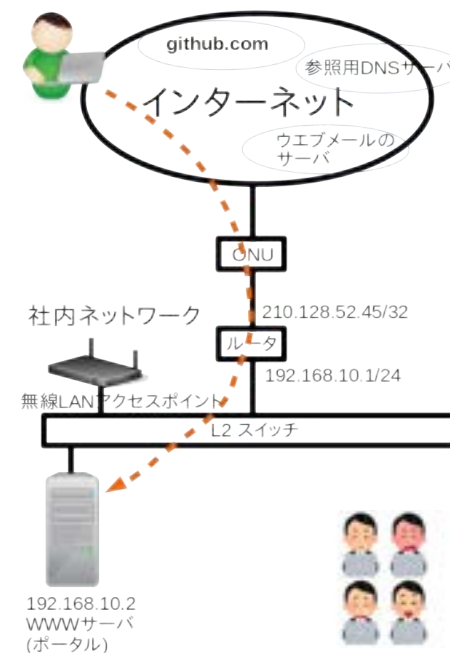 github.com
参照用DNSサーバ
インターネット
ウエブメールの
サーバ
ONU
210.128.52.45/32
社内ネットワーク
ルータ
192.168.10.1/24
無線LANアクセスポイント
L2 スイッチ
192.168.10.2
WWWサーバ
(ポータル)